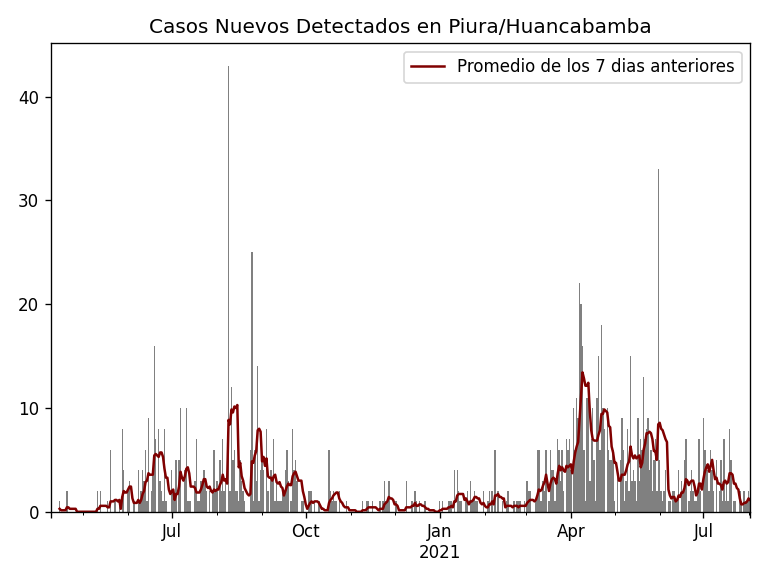 Casos Nuevos Detectados en Piura/Huancabamba
Promedio de los 7 dias anteriores
40
30
20
10
0
Jul
Oct
Jan
2021
Apr
Jul